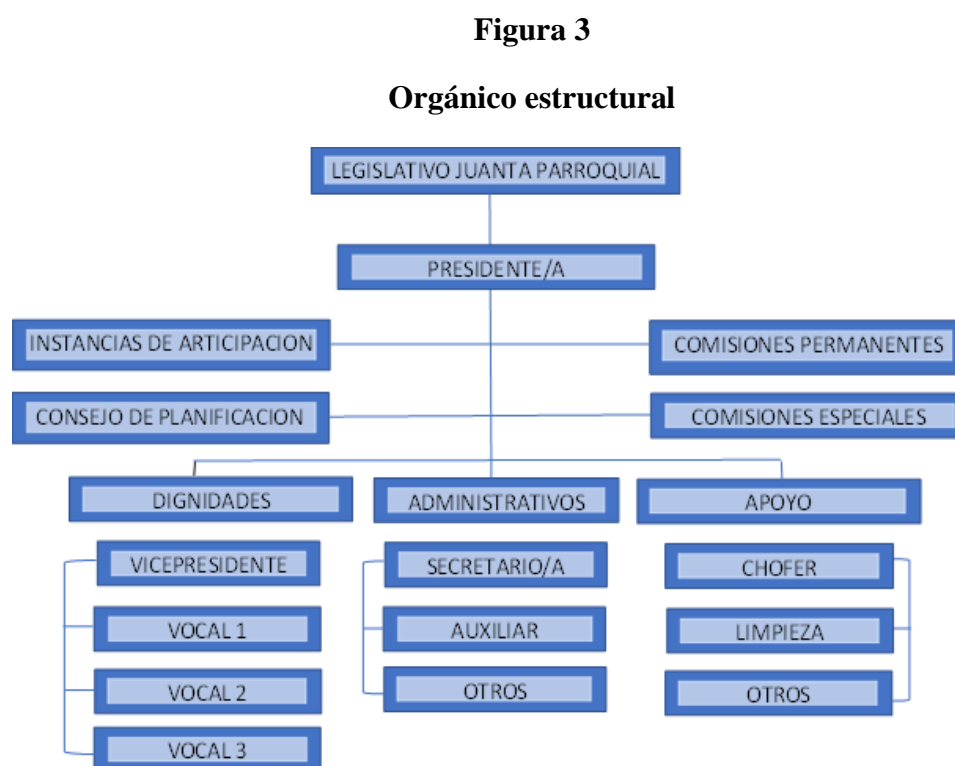 Figura 3
Orgánico estructural
LEGISLATIVO JUANTA PARROQUIAL
PRESIDENTE/A
INSTANCIAS DE ARTICIPACION
COMISIONES PERMANENTES
CONSEJO DE PLANIFICACION
COMISIONES ESPECIALES
DIGNIDADES
ADMINISTRATIVOS
APOYO
VICEPRESIDENTE
VOCAL 1
VOCAL 2
VOCAL 3
SECRETARIO/A
AUXILIAR
OTROS
CHOFER
LIMPIEZA
OTROS